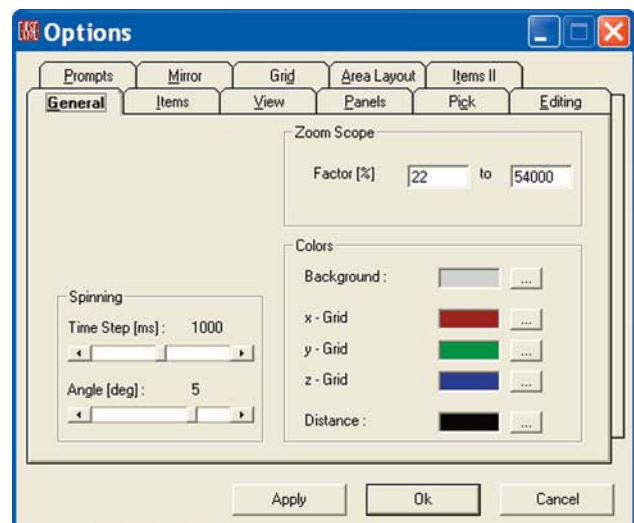 EASE Options
Prompts Mirror Grid Area Layout Items II
General Items View Panels Pick Editing
Zoom Scope
Factor [%] 22 to 54000
Colors
Background : ...
x - Grid ...
y - Grid ...
z - Grid ...
Distance : ...
Spinning
Time Step [ms] : 1000
Angle [deg] : 5
Apply Ok Cancel